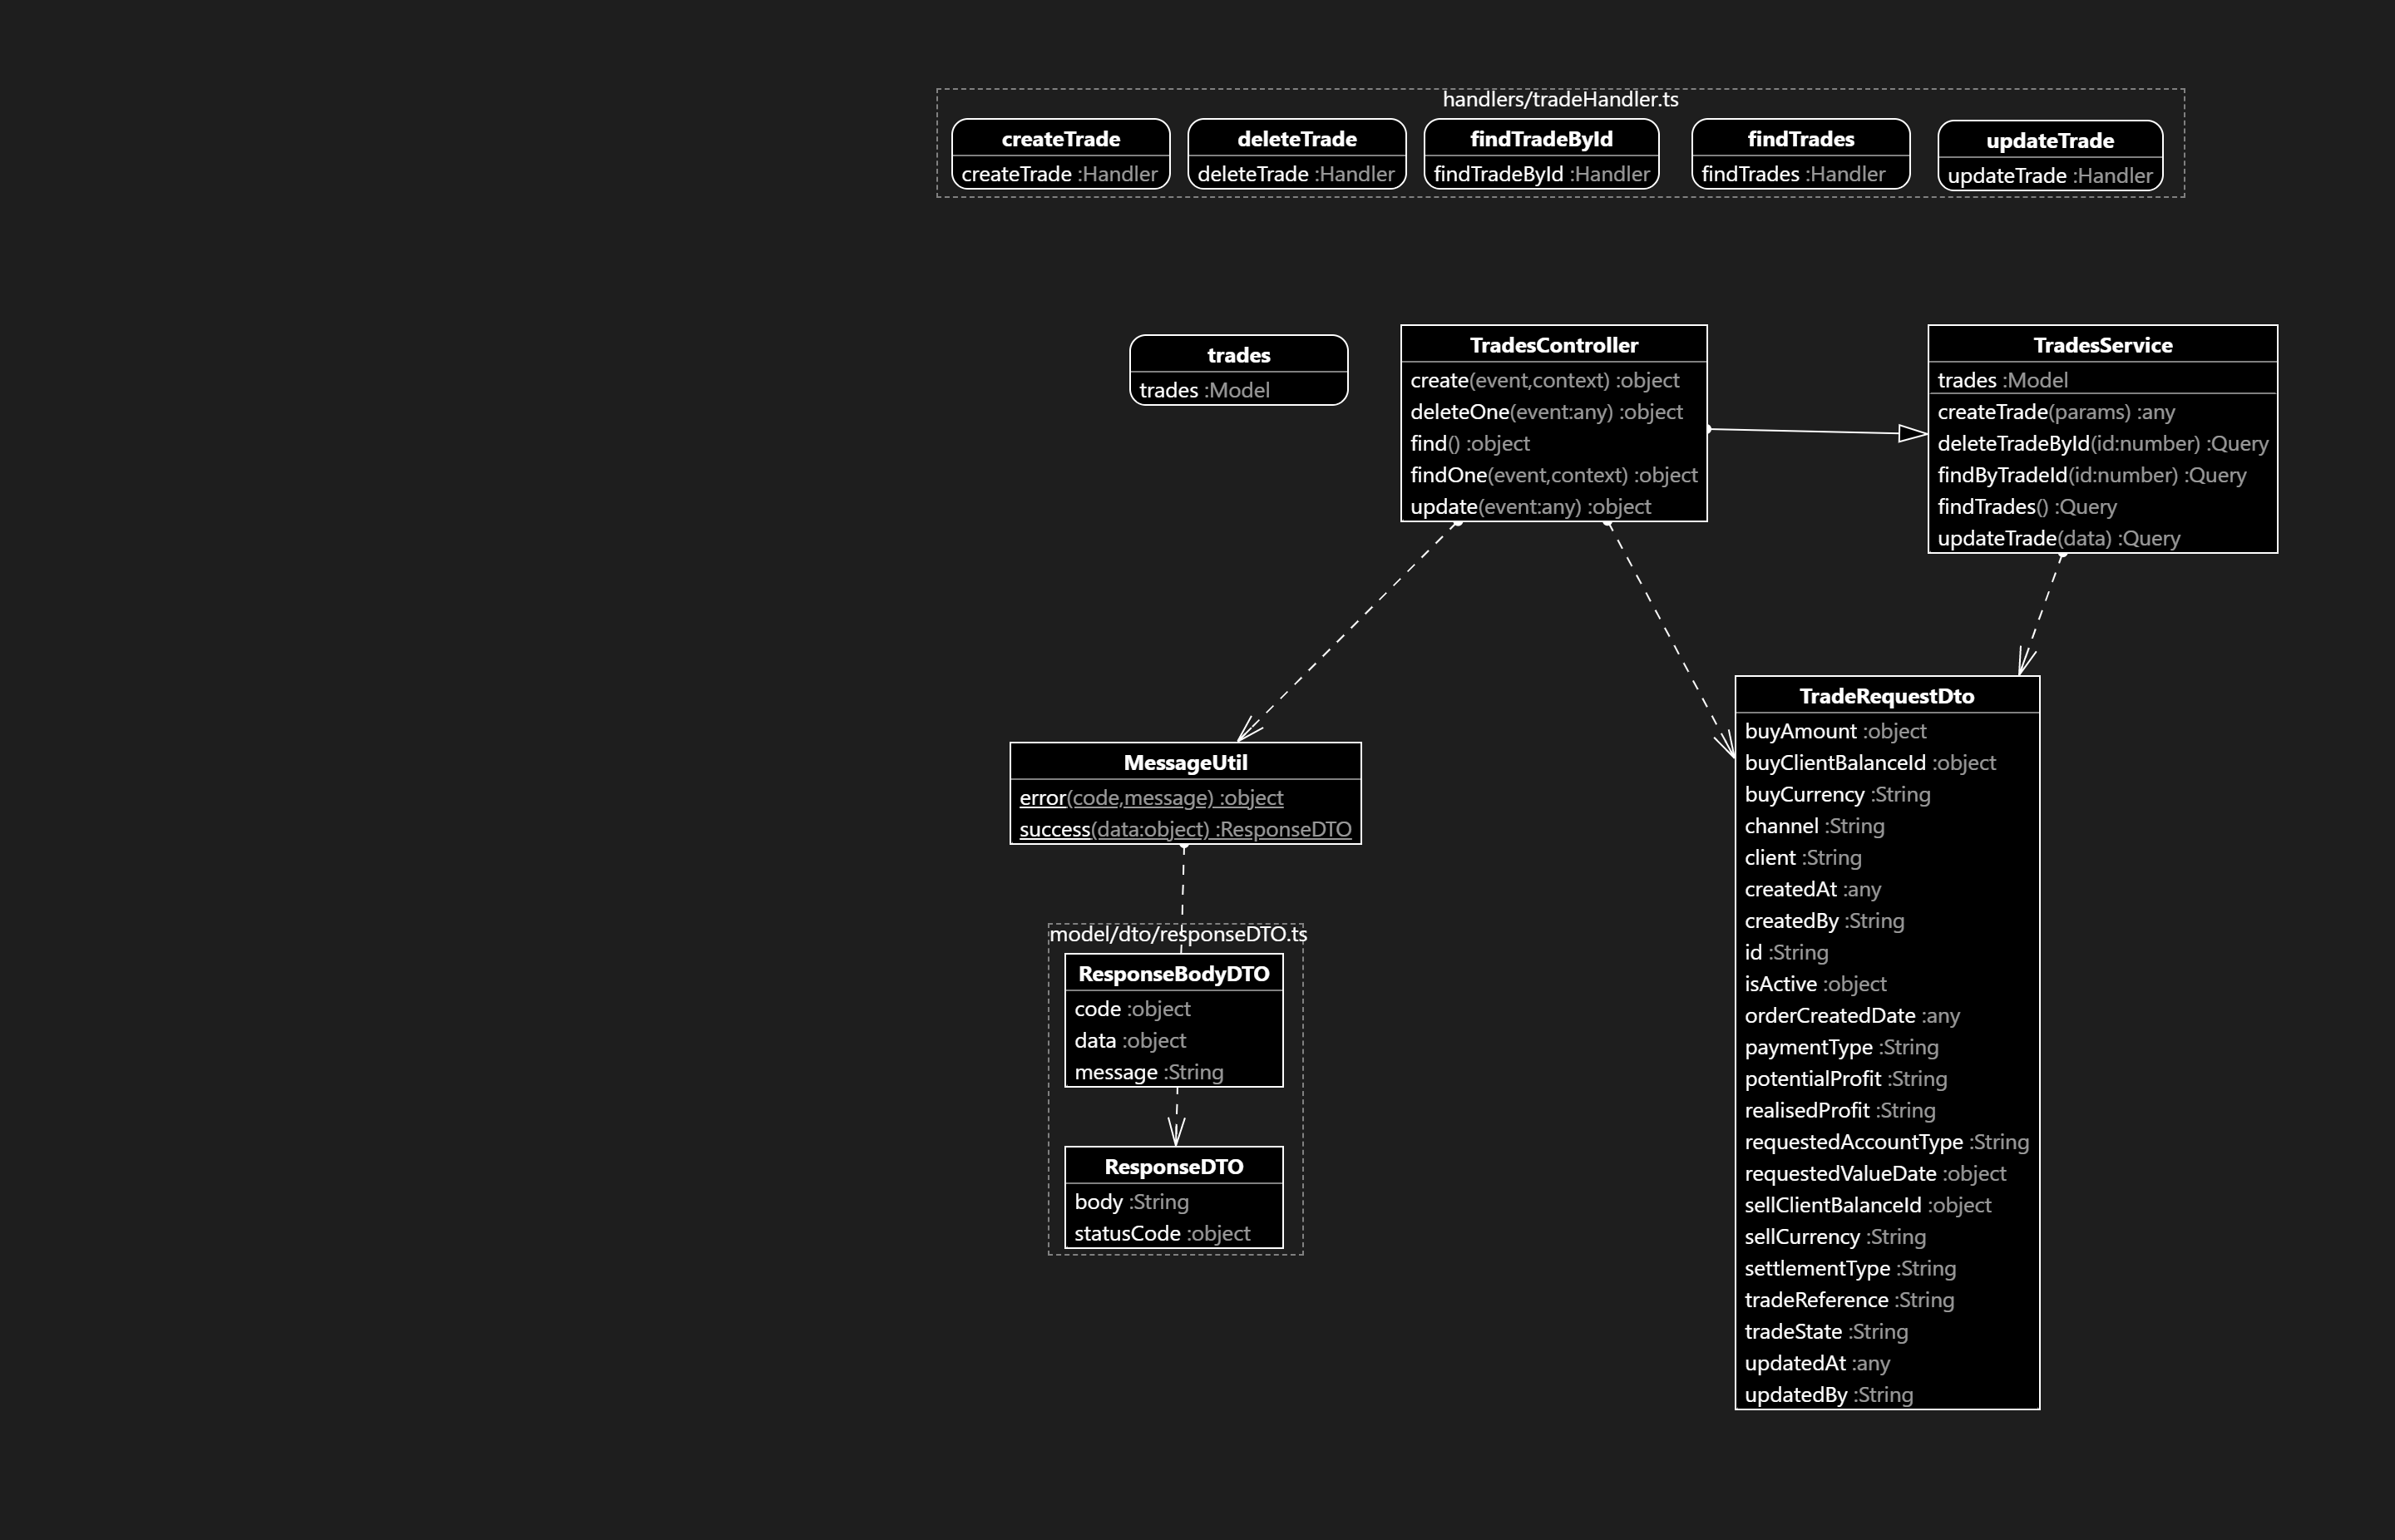 handlers/tradeHandler.ts
createTrade
createTrade :Handler
deleteTrade
deleteTrade :Handler
findTradeById
findTradeById :Handler
findTrades
findTrades :Handler
updateTrade
updateTrade :Handler
trades
trades :Model
TradesController
create(event,context) :object
deleteOne(event:any) :object
find() :object
findOne(event,context) :object
update(event:any) :object
TradesService
trades :Model
createTrade(params) :any
deleteTradeById(id:number) :Query
findByTradeId(id:number) :Query
findTrades() :Query
updateTrade(data) :Query
MessageUtil
error(code,message) :object
success(data:object) :ResponseDTO
model/dto/responseDTO.ts
ResponseBodyDTO
code :object
data :object
message :String
ResponseDTO
body :String
statusCode :object
TradeRequestDto
buyAmount :object
buyClientBalanceId :object
buyCurrency :String
channel :String
client :String
createdAt :any
createdBy :String
id :String
isActive :object
orderCreatedDate :any
paymentType :String
potentialProfit :String
realisedProfit :String
requestedAccountType :String
requestedValueDate :object
sellClientBalanceId :object
sellCurrency :String
settlementType :String
tradeReference :String
tradeState :String
updatedAt :any
updatedBy :String